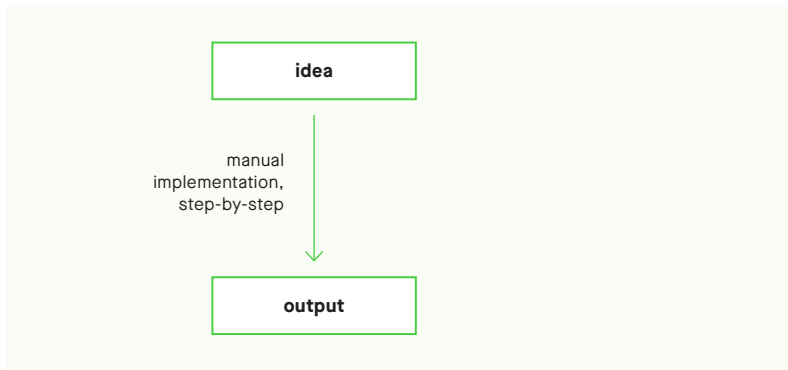 idea
manual
implementation,
step-by-step
output